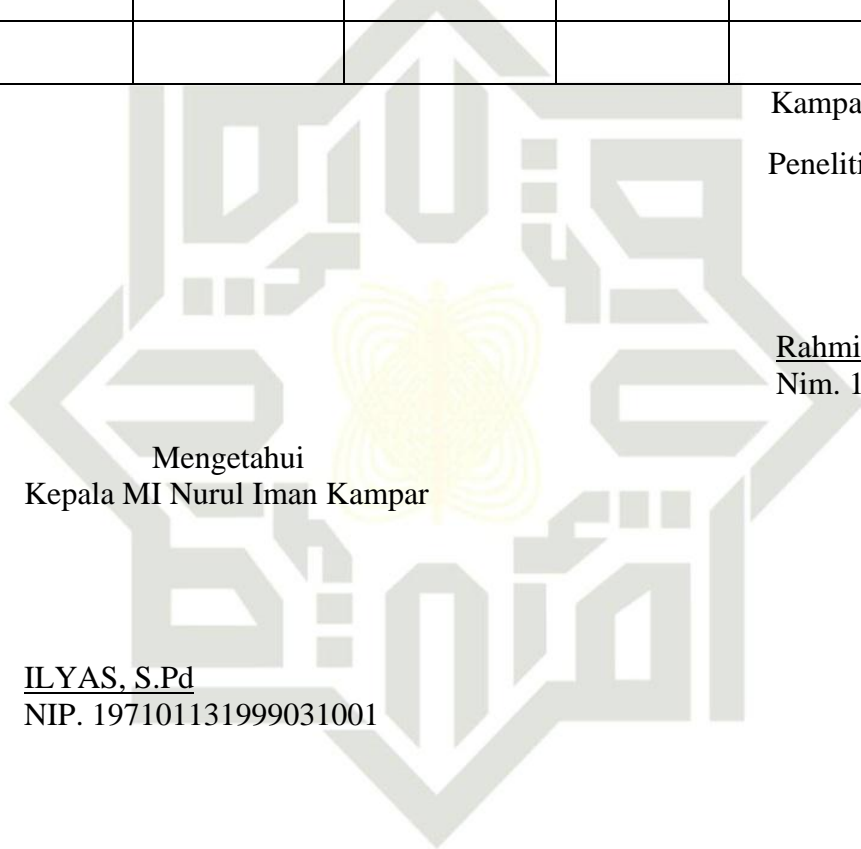 Kampa
Peneliti
Rahmi
Nim. 1
Mengetahui
Kepala MI Nurul Iman Kampar
ILYAS, S.Pd
NIP. 197101131999031001